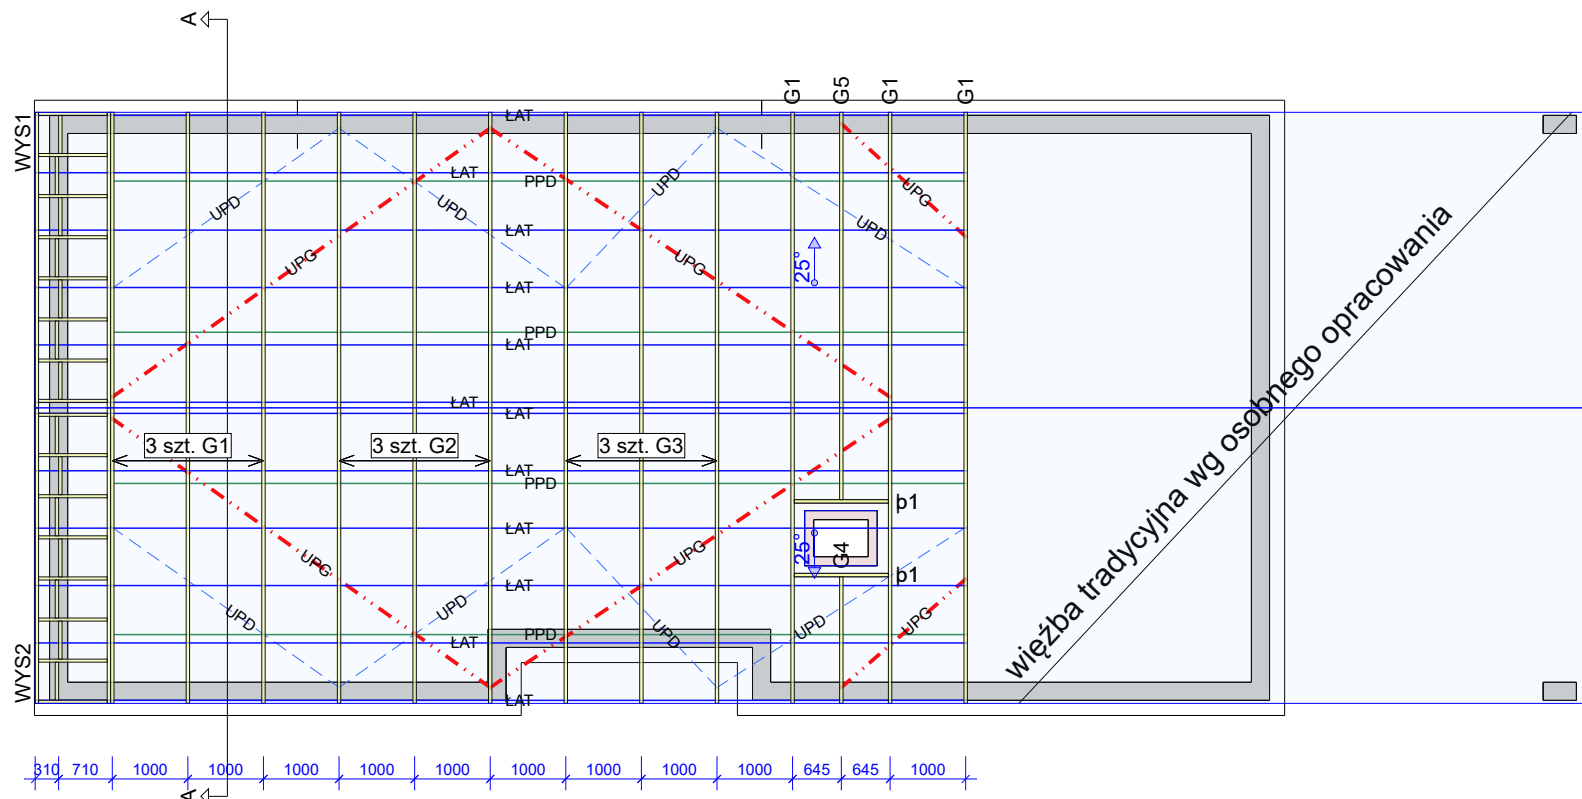 A
G1
G5
G1
G1
WYS1
ŁAT
ŁAT
PPD
UPD
UPD
UPD
UPG
UPD
ŁAT
UPG
UPG
25°
ŁAT
PPD
ŁAT
ŁAT
ŁAT
3 szt. G1
3 szt. G2
3 szt. G3
ŁAT
PPD
þ1
ŁAT
25°
G4
UPG
UPG
þ1
ŁAT
UPD
UPD
UPD
UPD
UPG
PPD
ŁAT
WYS2
ŁAT
więźba tradycyjna wg osobnego opracowania
310 710 1000 1000 1000 1000 1000 1000 1000 1000 1000 645 645 1000
A